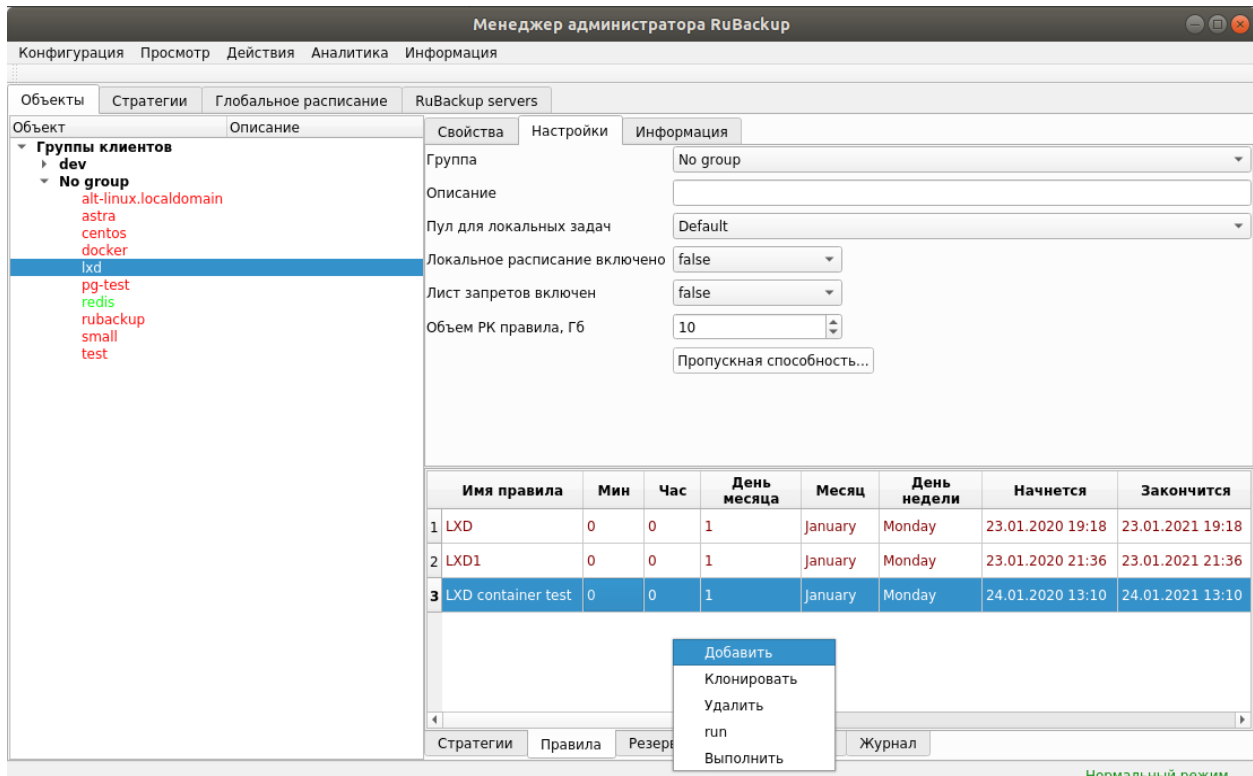 Менеджер администратора RuBackup
Конфигурация Просмотр Действия Аналитика Информация
Объекты Стратегии Глобальное расписание RuBackup servers
Объект Описание
Группы клиентов
dev
No group
alt-linux.localdomain
astra
centos
docker
lxd
pg-test
redis
rubackup
small
test
Свойства Настройки Информация
Группа No group
Описание
Пул для локальных задач Default
Локальное расписание включено false
Лист запретов включен false
Объем РК правила, Гб 10
Пропускная способность...
Имя правила Мин Час День месяца Месяц День недели Начнется Закончится
1 LXD 0 0 1 January Monday 23.01.2020 19:18 23.01.2021 19:18
2 LXD1 0 0 1 January Monday 23.01.2020 21:36 23.01.2021 21:36
3 LXD container test 0 0 1 January Monday 24.01.2020 13:10 24.01.2021 13:10
Добавить
Клонировать
Удалить
run
Выполнить
Стратегии Правила Резер Журнал
Нормальный режим